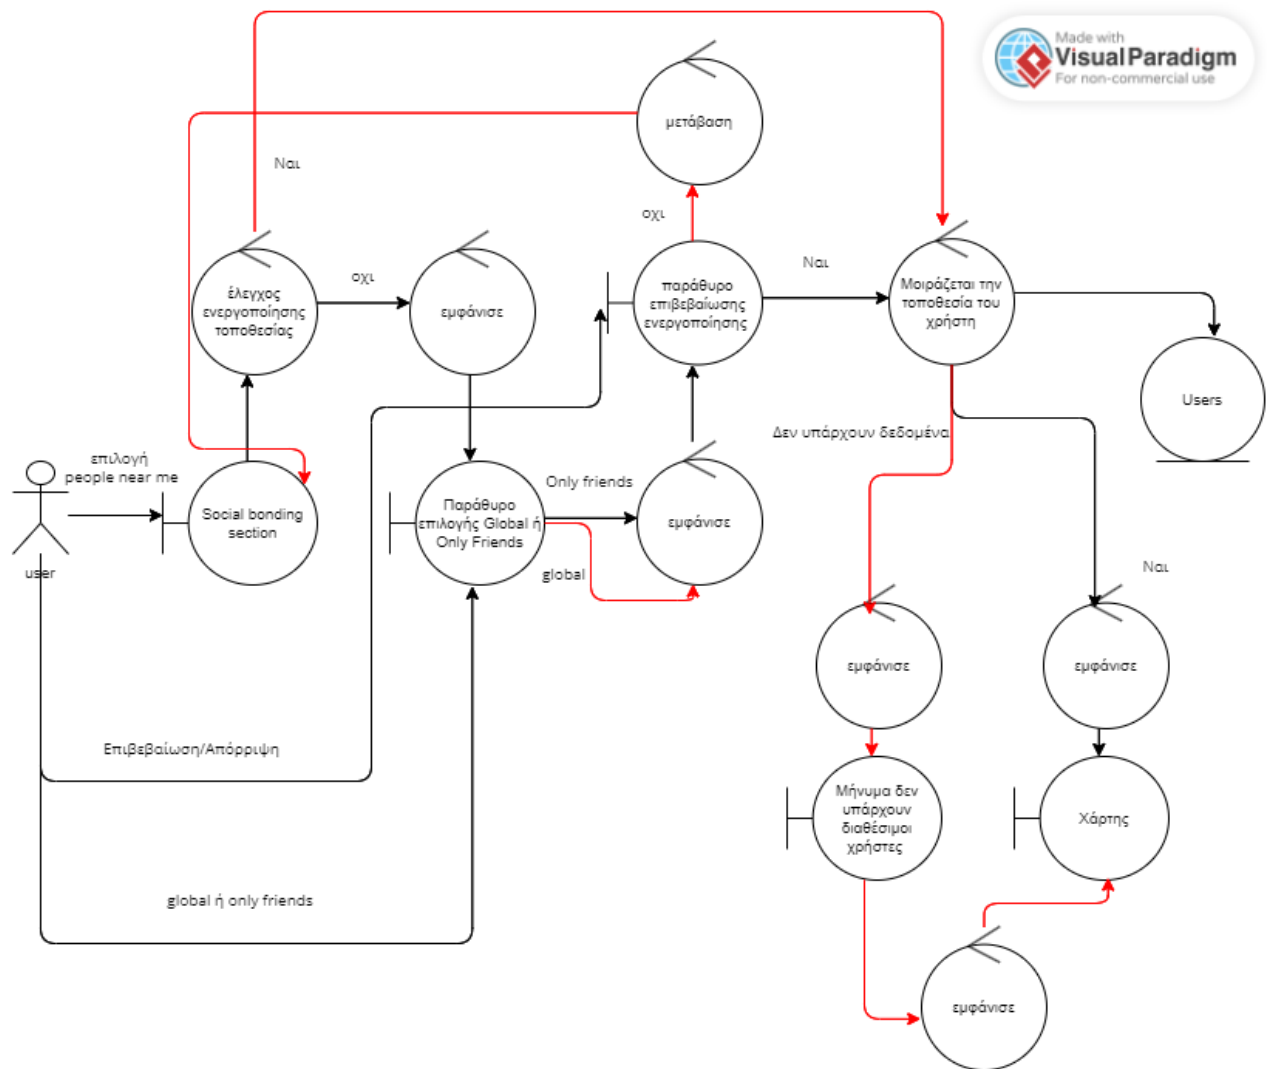 Made with
Visual Paradigm
For non-commercial use
μετάβαση
Ναι
οχι
οχι
Ναι
έλεγχος
ενεργοποίησης
τοποθεσίας
εμφάνισε
παράθυρο
επιβεβαίωσης
ενεργοποίησης
Μοιράζεται την
τοποθεσία του
χρήστη
Users
Δεν υπάρχουν δεδομένα
επιλογή
people near me
user
Social bonding
section
Παράθυρο
επιλογής Global ή
Only Friends
Only friends
global
εμφάνισε
Ναι
εμφάνισε
εμφάνισε
Επιβεβαίωση/Απόρριψη
Μήνυμα δεν
υπάρχουν
διαθέσιμοι
χρήστες
Χάρτης
global ή only friends
εμφάνισε